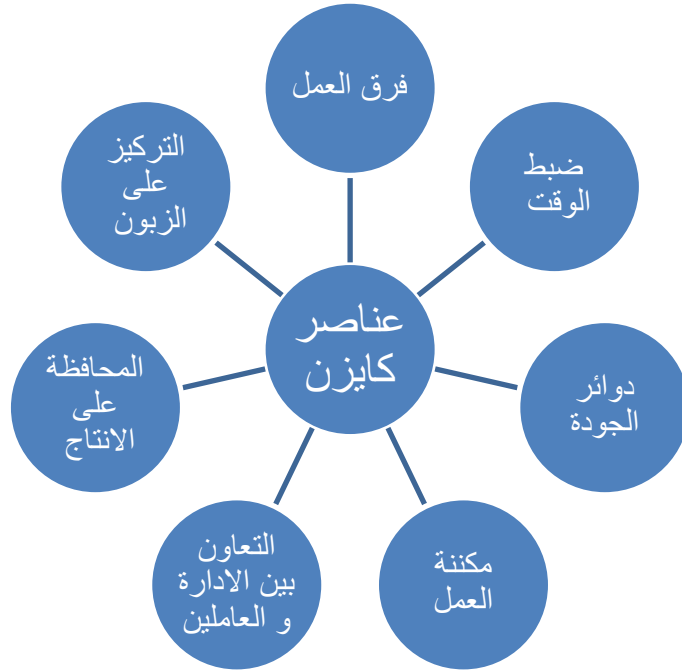 عناصر
كايزن
فرق العمل
ضبط
الوقت
دوائر
الجودة
مكننة
العمل
التعاون
بين الادارة
و العاملين
المحافظة
على
الانتاج
التركيز
على
الزبون